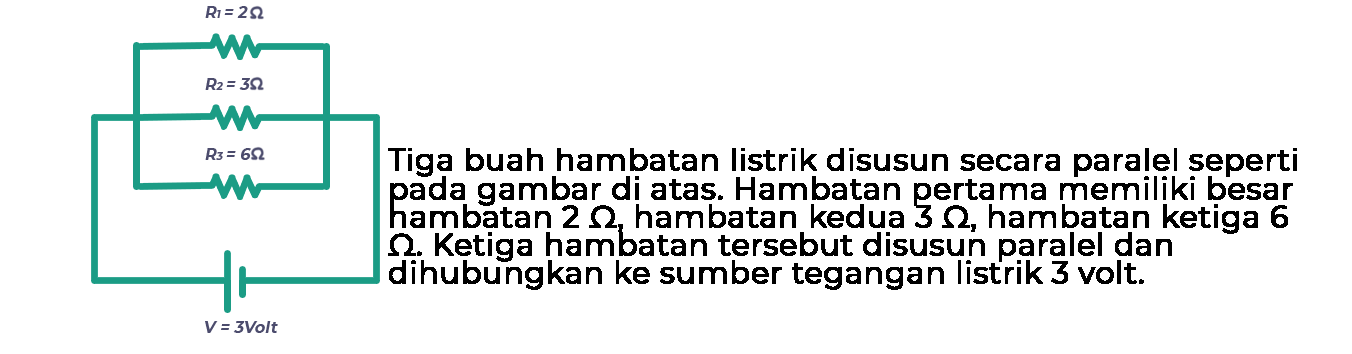 R1 = 2Ω
R2 = 3Ω
R3 = 6Ω
V = 3Volt
Tiga buah hambatan listrik disusun secara paralel seperti
pada gambar di atas. Hambatan pertama memiliki besar
hambatan 2 Ω, hambatan kedua 3 Ω, hambatan ketiga 6
Ω. Ketiga hambatan tersebut disusun paralel dan
dihubungkan ke sumber tegangan listrik 3 volt.